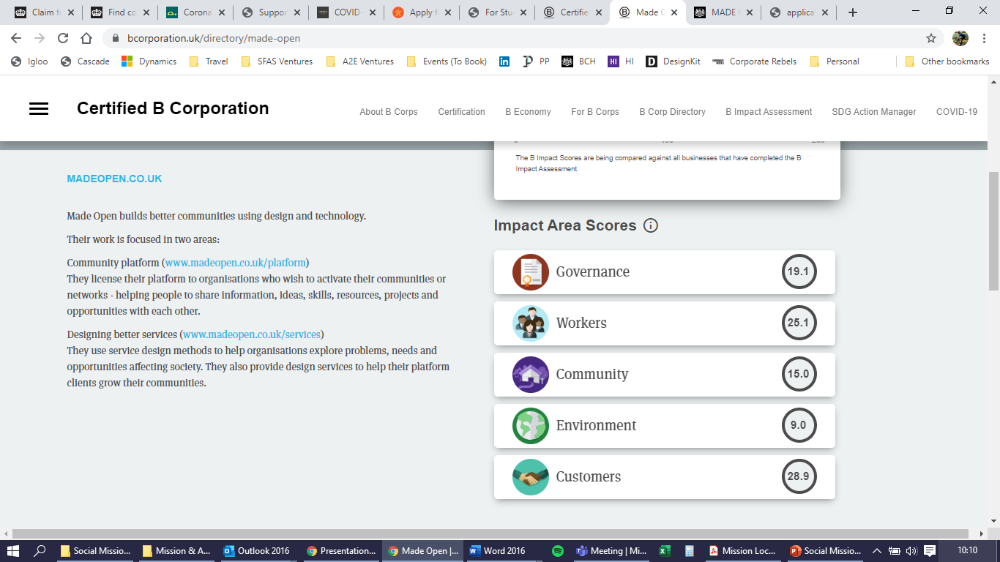 Claim f
Find co
Corona
Suppor
COVID-
Apply f
For Stu
Certifie
Made O
MADE
applica
bcorporation.uk/directory/made-open
Igloo
Cascade
Dynamics
Travel
SFAS Ventures
A2E Ventures
Events (To Book)
in
PP
BCH
HI
HI
D
DesignKit
Corporate Rebels
Personal
Other bookmarks
Certified B Corporation
About B Corps
Certification
B Economy
For B Corps
B Corp Directory
B Impact Assessment
SDG Action Manager
COVID-19
The B Impact Scores are being compared against all businesses that have completed the B
Impact Assessment
MADEOPEN.CO.UK
Made Open builds better communities using design and technology.
Their work is focused in two areas:
Community platform (www.madeopen.co.uk/platform)
They license their platform to organisations who wish to activate their communities or
networks - helping people to share information, ideas, skills, resources, projects and
opportunities with each other.
Designing better services (www.madeopen.co.uk/services)
They use service design methods to help organisations explore problems, needs and
opportunities affecting society. They also provide design services to help their platform
clients grow their communities.
Impact Area Scores
Governance 19.1
Workers 25.1
Community 15.0
Environment 9.0
Customers 28.9
Social Missio...
Mission & A...
Outlook 2016
Presentation...
Made Open |...
Word 2016
Meeting | Mi...
Mission Loc...
Social Missio...
10:10